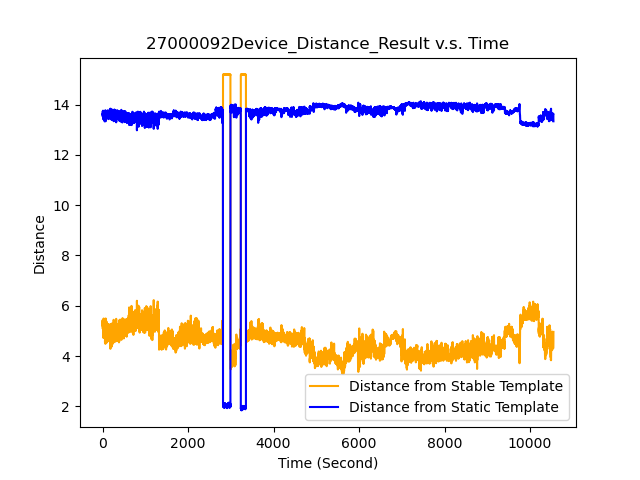 27000092Device_Distance_Result v.s. Time
Distance
14
12
10
8
6
4
2
Distance from Stable Template
Distance from Static Template
0
2000
4000
6000
8000
10000
Time (Second)